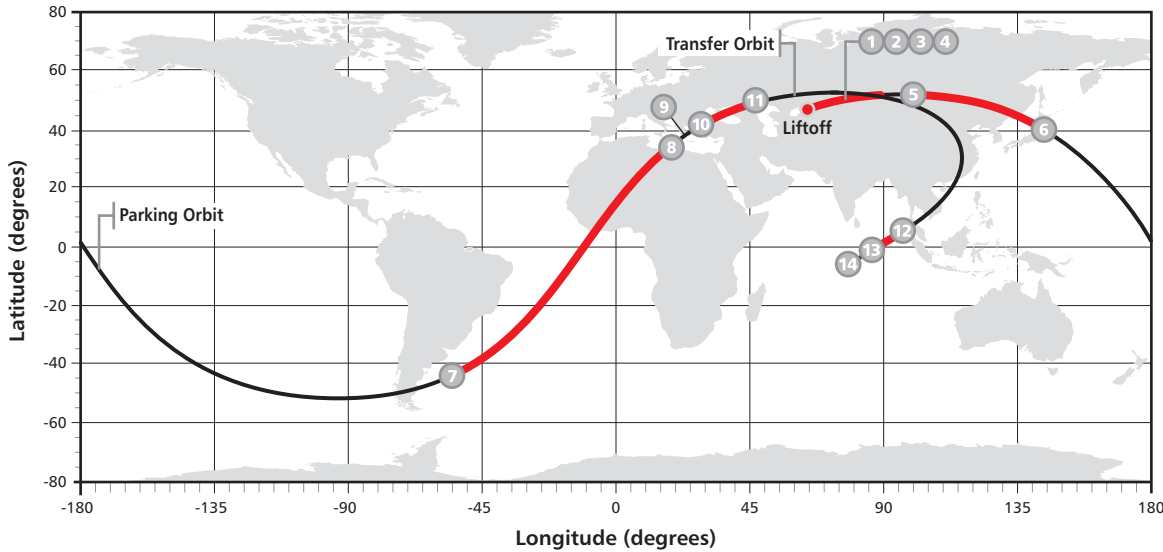 80
60
40
20
0
-20
-40
-60
-80
Latitude (degrees)
Transfer Orbit
1 2 3 4
5
6
9
10
11
8
Liftoff
Parking Orbit
12
13
14
7
-180 -135 -90 -45 0 45 90 135 180
Longitude (degrees)